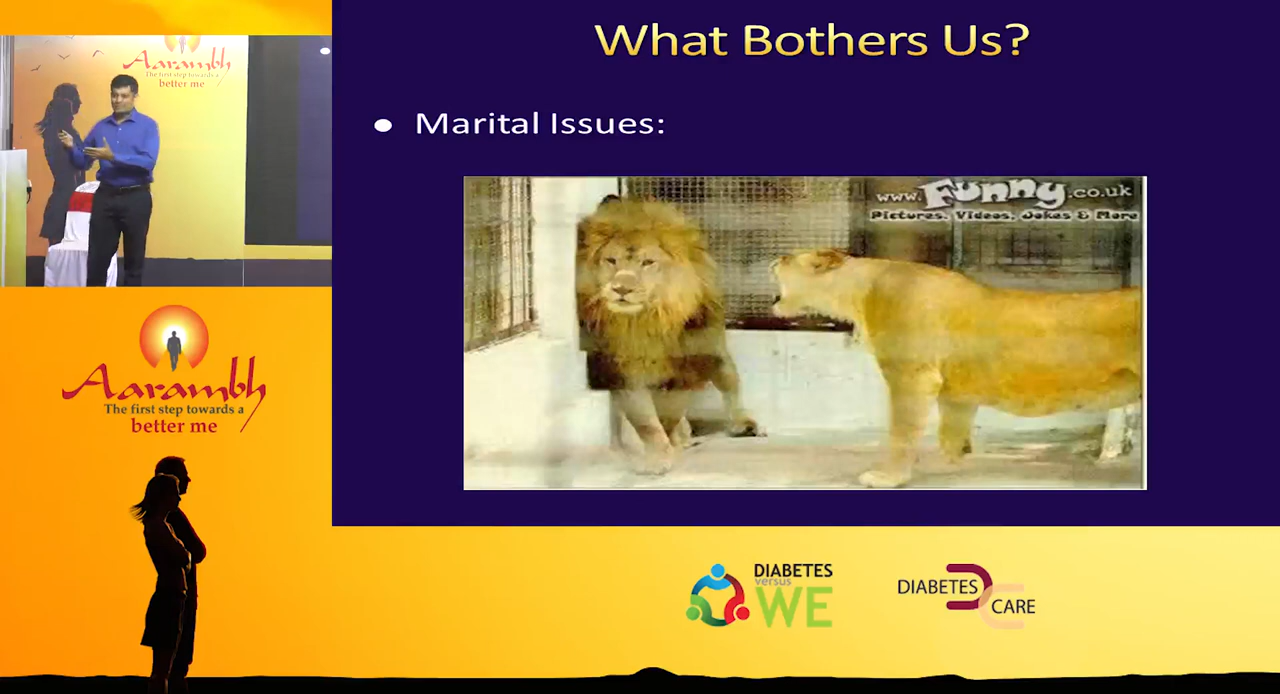 What Bothers Us?
Aarambh
The first step towards a
better me
• Marital Issues:
www.Funny.co.uk
Pictures, Videos, Jokes & More
Aarambh
The first step towards a
better me
DIABETES
versus
WE
DIABETES
CARE